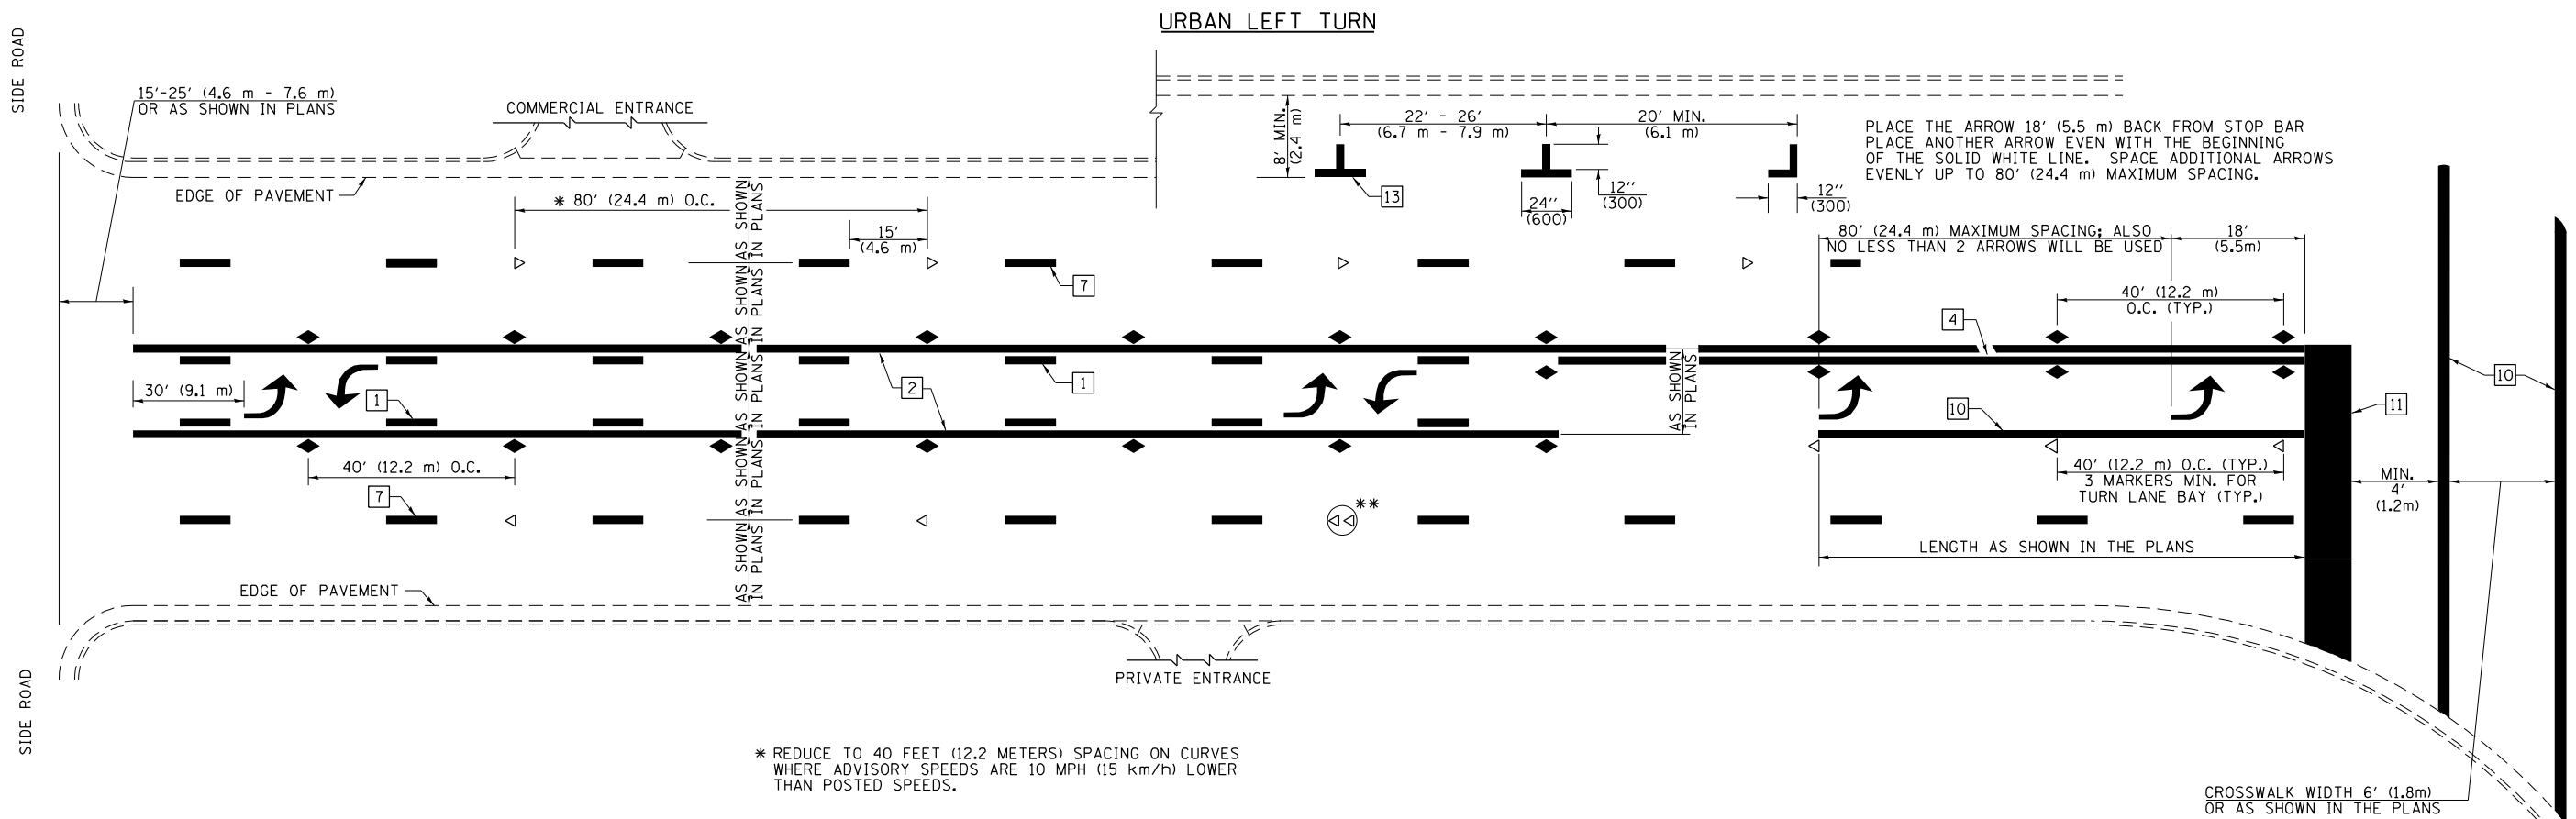 URBAN LEFT TURN
SIDE ROAD
15'-25' (4.6 m - 7.6 m)
OR AS SHOWN IN PLANS
COMMERCIAL ENTRANCE
EDGE OF PAVEMENT
* 80' (24.4 m) O.C.
15'
(4.6 m)
8' MIN.
(2.4 m)
22' - 26'
(6.7 m - 7.9 m)
20' MIN.
(6.1 m)
13
24''
(600)
12''
(300)
12''
(300)
PLACE THE ARROW 18' (5.5 m) BACK FROM STOP BAR
PLACE ANOTHER ARROW EVEN WITH THE BEGINNING
OF THE SOLID WHITE LINE. SPACE ADDITIONAL ARROWS
EVENLY UP TO 80' (24.4 m) MAXIMUM SPACING.
80' (24.4 m) MAXIMUM SPACING; ALSO
NO LESS THAN 2 ARROWS WILL BE USED
18'
(5.5m)
7
40' (12.2 m)
O.C. (TYP.)
4
AS SHOWN
IN PLANS
AS SHOWN
IN PLANS
AS SHOWN
IN PLANS
AS SHOWN
IN PLANS
AS SHOWN
IN PLANS
30' (9.1 m)
1
2
1
AS SHOWN
IN PLANS
10
11
10
40' (12.2 m) O.C.
7
**
40' (12.2 m) O.C. (TYP.)
3 MARKERS MIN. FOR
TURN LANE BAY (TYP.)
MIN.
4'
(1.2m)
LENGTH AS SHOWN IN THE PLANS
EDGE OF PAVEMENT
SIDE ROAD
PRIVATE ENTRANCE
* REDUCE TO 40 FEET (12.2 METERS) SPACING ON CURVES
WHERE ADVISORY SPEEDS ARE 10 MPH (15 km/h) LOWER
THAN POSTED SPEEDS.
CROSSWALK WIDTH 6' (1.8m)
OR AS SHOWN IN THE PLANS